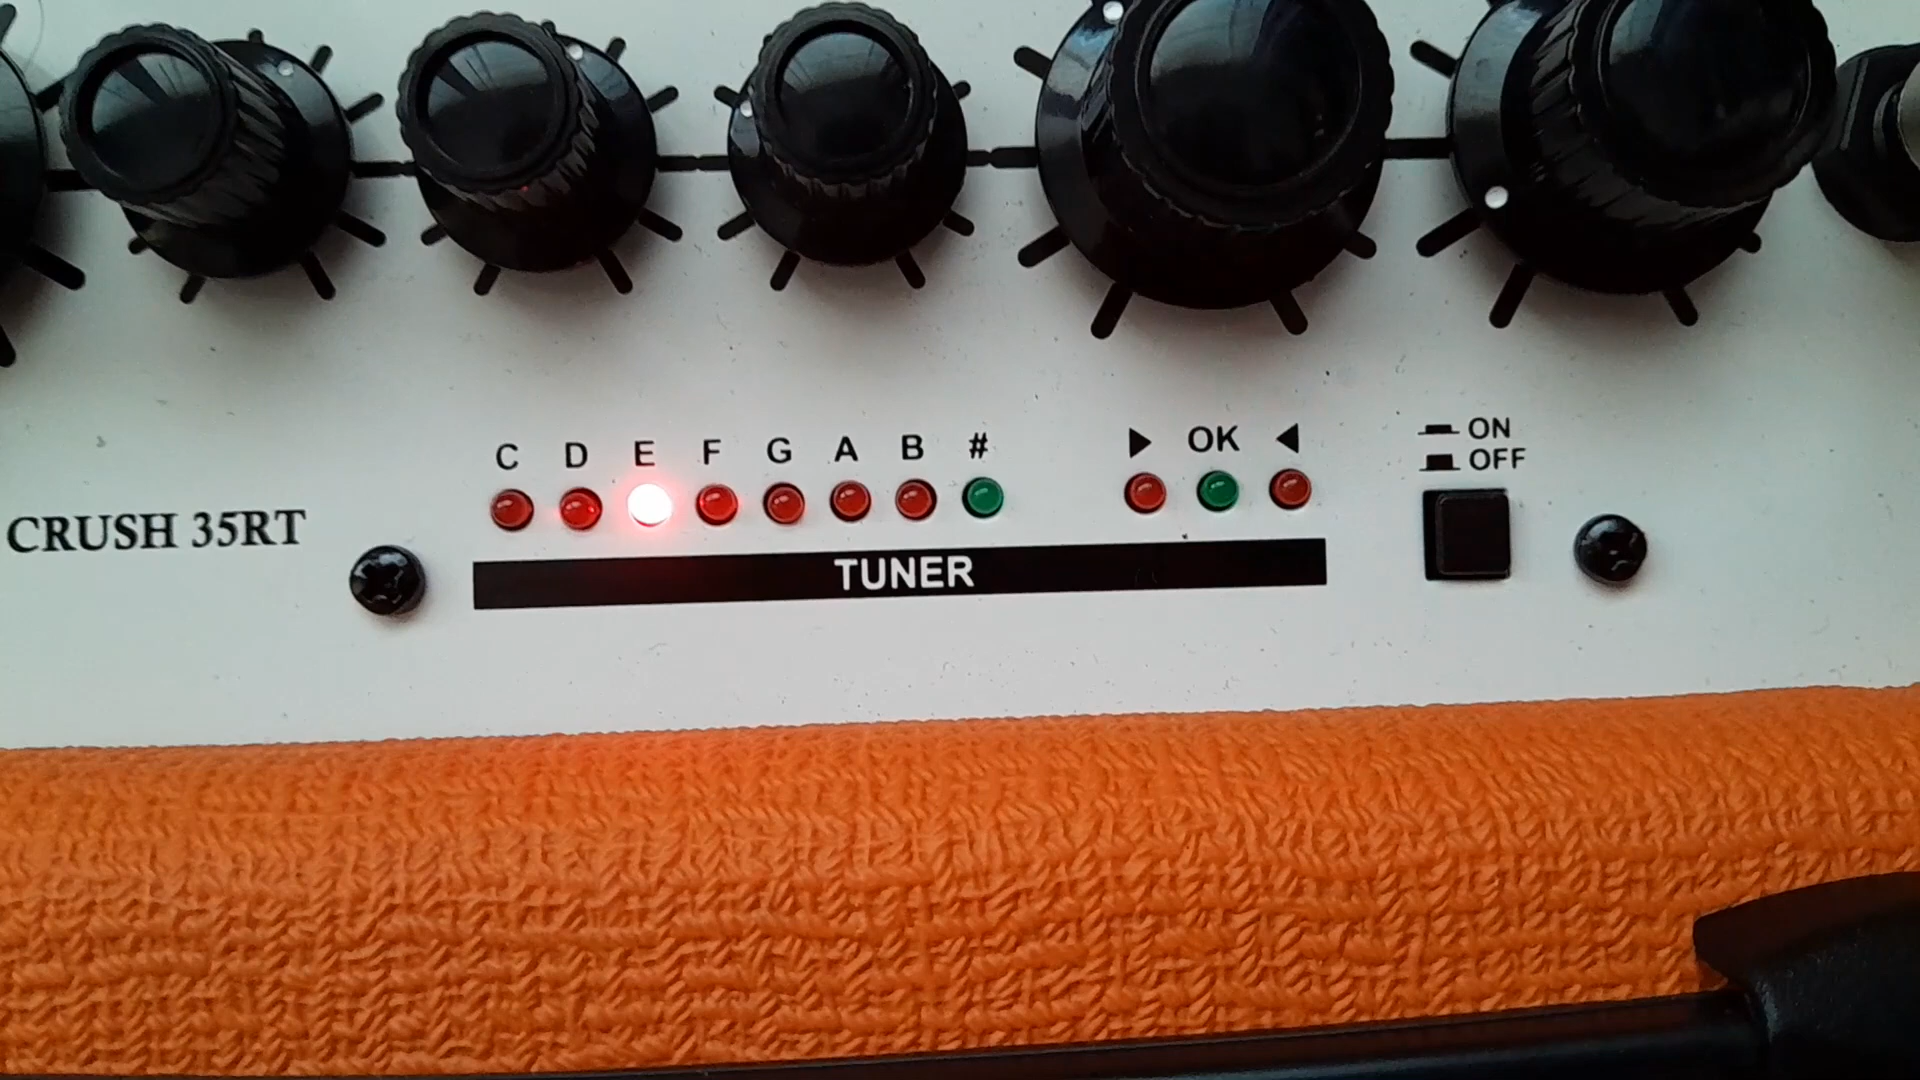 C D E F G A B # ▶ OK ◀
ON
OFF
CRUSH 35RT
TUNER